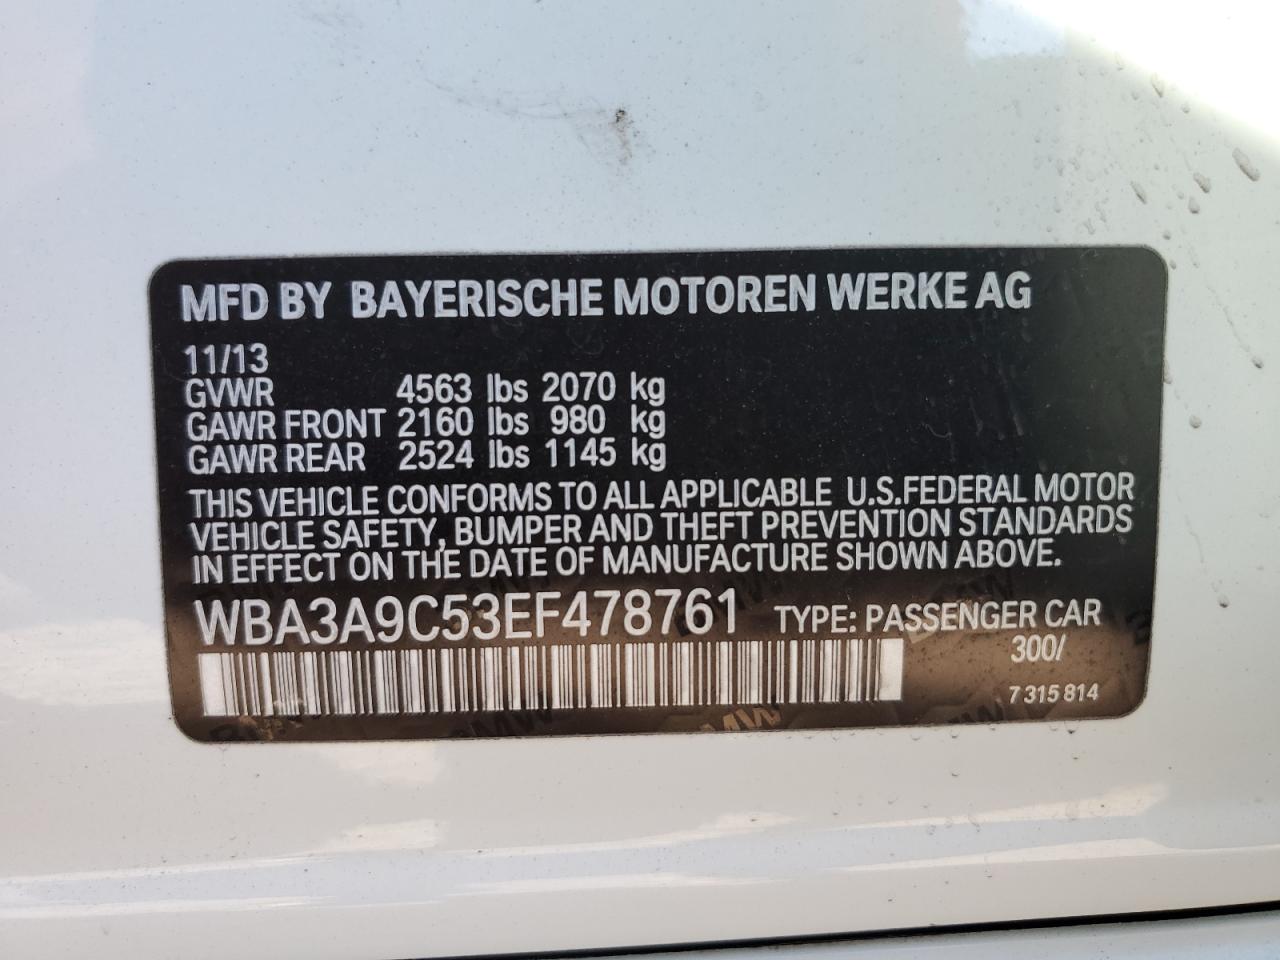 MFD BY BAYERISCHE MOTOREN WERKE AG
11/13
GVWR 4563 lbs 2070 kg
GAWR FRONT 2160 lbs 980 kg
GAWR REAR 2524 lbs 1145 kg
THIS VEHICLE CONFORMS TO ALL APPLICABLE U.S.FEDERAL MOTOR
VEHICLE SAFETY, BUMPER AND THEFT PREVENTION STANDARDS
IN EFFECT ON THE DATE OF MANUFACTURE SHOWN ABOVE.
WBA3A9C53EF478761 TYPE: PASSENGER CAR
300/
7 315 814
BMW
BMW
BMW